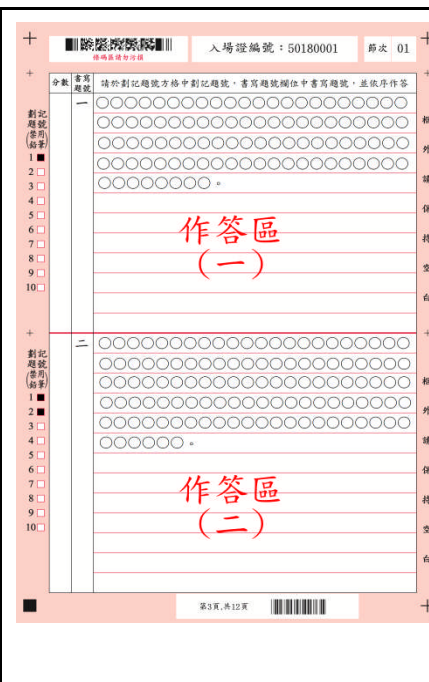 入場證編號：50180001
節次 01
條碼區請勿污損
分數
書寫題號
請於劃記題號方格中劃記題號，書寫題號欄位中書寫題號，並依序作答
劃記題號
(禁用鉛筆)
1 ■
2 □
3 □
4 □
5 □
6 □
7 □
8 □
9 □
10 □
一
○○○○○○○○○○○○○○○○○○○○○○
○○○○○○○○○○○○○○○○○○○○○○
○○○○○○○○○○○○○○○○○○○○○○
○○○○○○○○○○○○○○○○○○○○○○
○○○○○○○○。
作答區
(一)
劃記題號
(禁用鉛筆)
1 ■
2 ■
3 □
4 □
5 □
6 □
7 □
8 □
9 □
10 □
二
○○○○○○○○○○○○○○○○○○○○○○
○○○○○○○○○○○○○○○○○○○○○○
○○○○○○○○○○○○○○○○○○○○○○
○○○○○○○○○○○○○○○○○○○○○○
○○○○○○○○○○○○○○○○○○○○○○
○○○○○○。
作答區
(二)
第3頁,共12頁